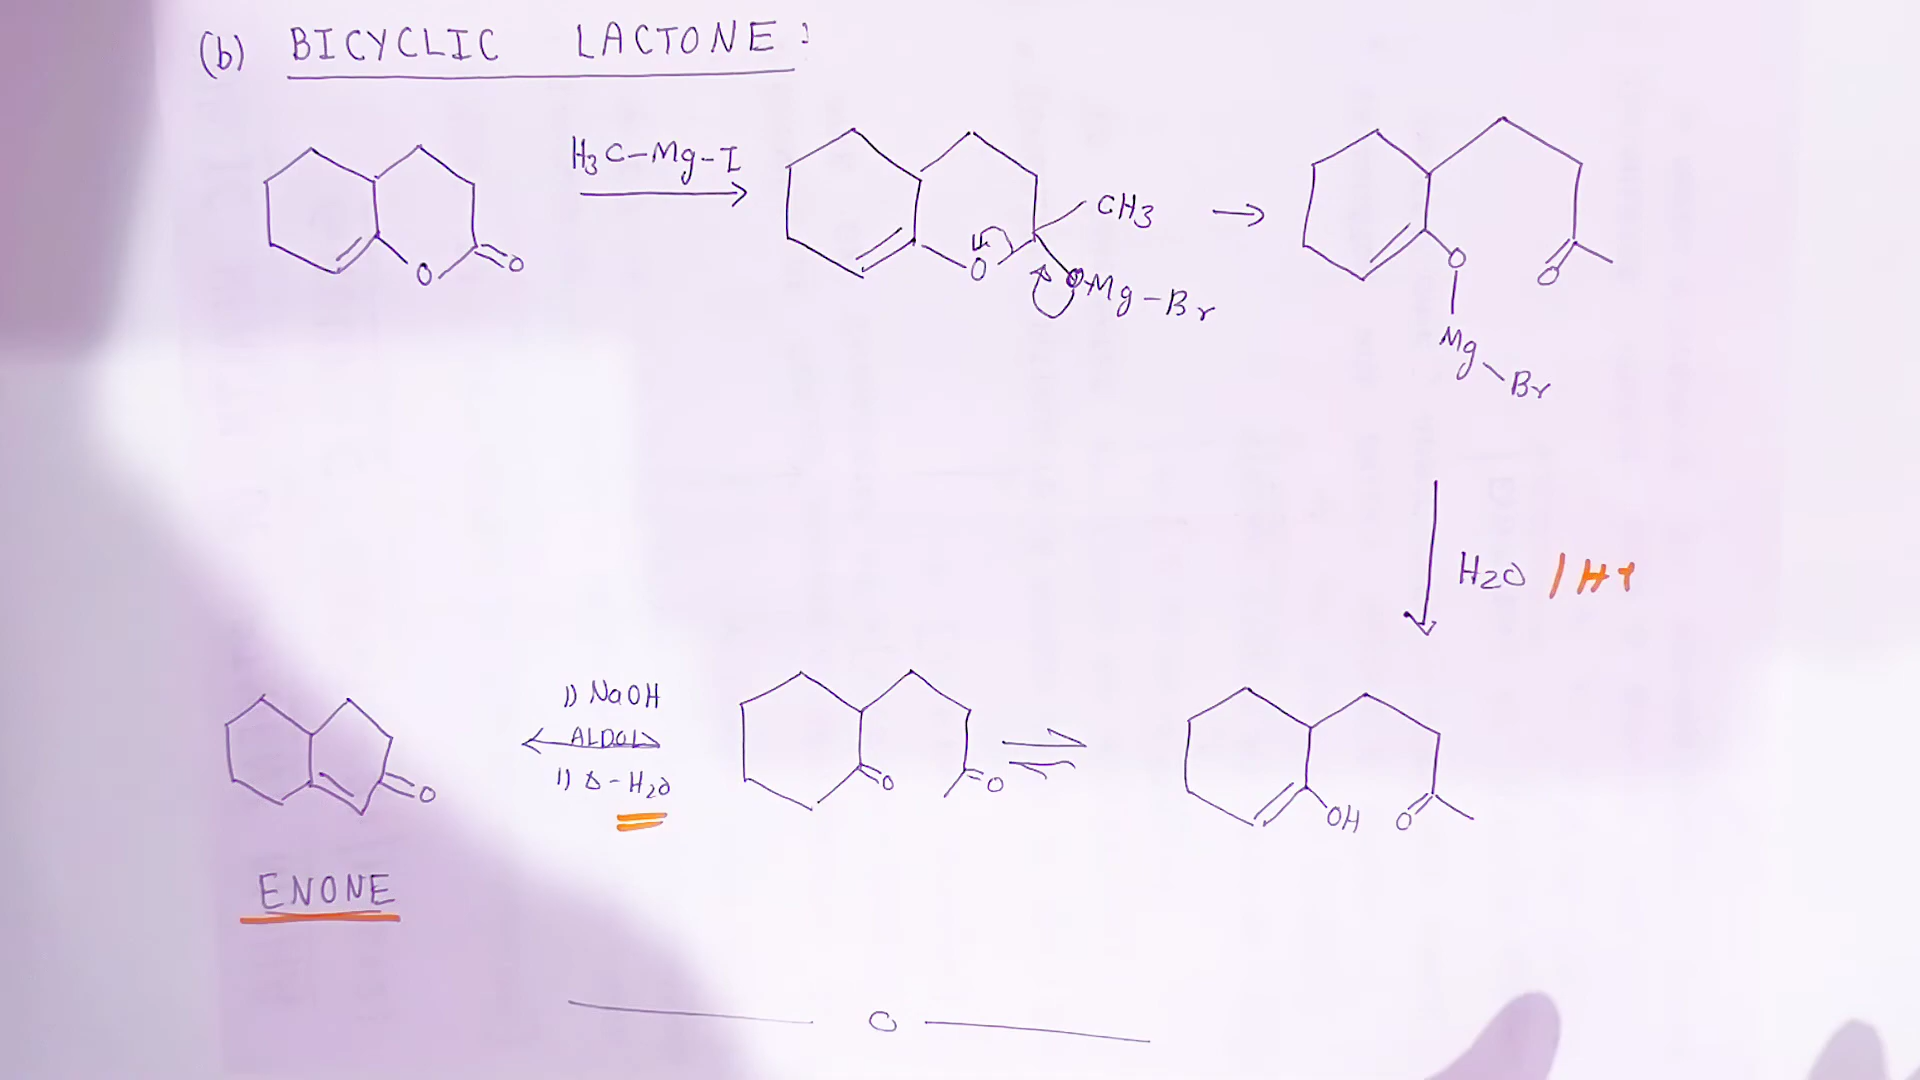 (b) BICYCLIC LACTONE :
H3C-Mg-I
O
O
CH3
O
OMg-Br
O
O
Mg
Br
H2O / H+
1) NaOH
ALDOL
1) Δ -H2O
O
O
O
OH
O
ENONE
O